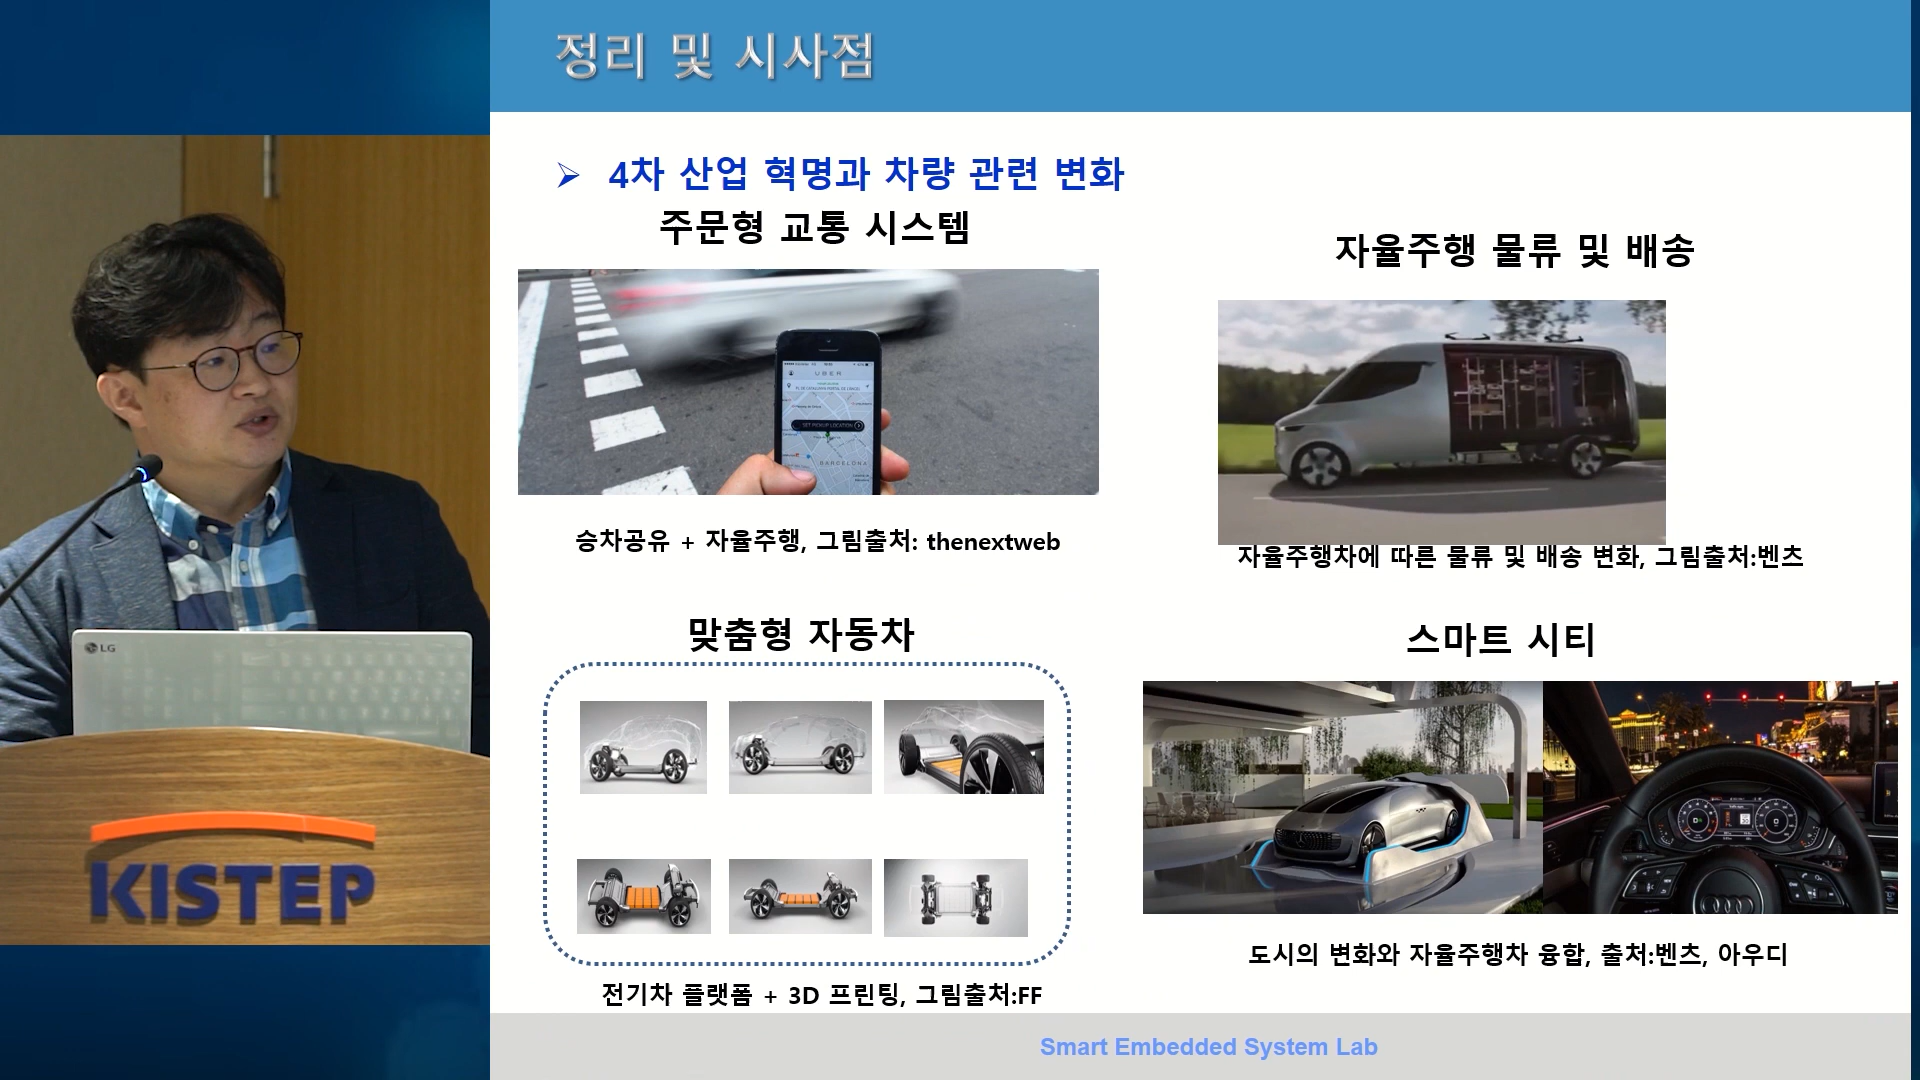 정리 및 시사점
➢ 4차 산업 혁명과 차량 관련 변화
주문형 교통 시스템
자율주행 물류 및 배송
UBER
SET PICKUP LOCATION
BARCELONA
승차공유 + 자율주행, 그림출처: thenextweb
자율주행차에 따른 물류 및 배송 변화, 그림출처:벤츠
맞춤형 자동차
스마트 시티
전기차 플랫폼 + 3D 프린팅, 그림출처:FF
도시의 변화와 자율주행차 융합, 출처:벤츠, 아우디
Smart Embedded System Lab
LG
KISTEP